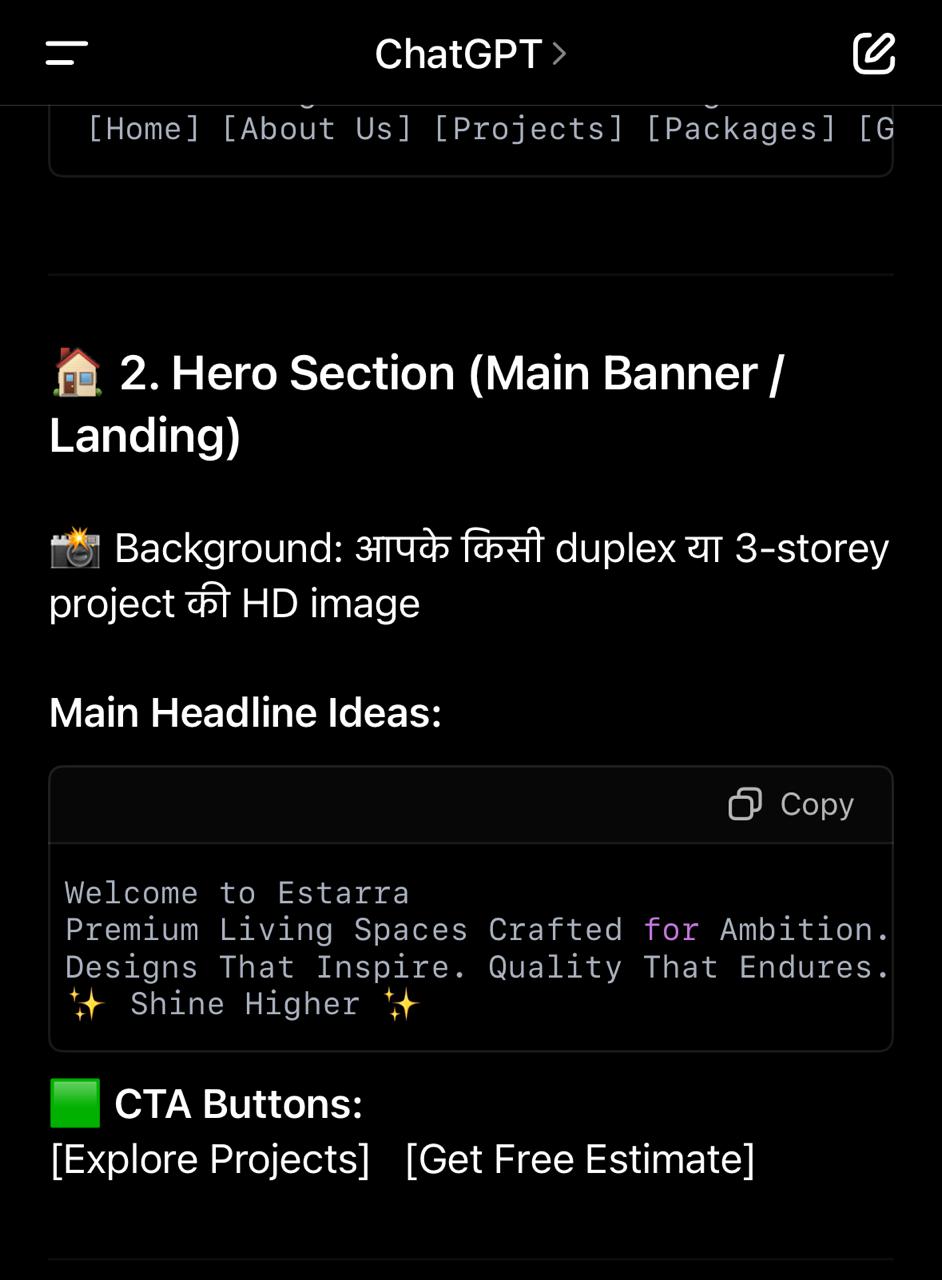 ChatGPT >
[Home] [About Us] [Projects] [Packages] [G
🏠 2. Hero Section (Main Banner /
Landing)
📸 Background: आपके किसी duplex या 3-storey
project की HD image
Main Headline Ideas:
Copy
Welcome to Estarra
Premium Living Spaces Crafted for Ambition.
Designs That Inspire. Quality That Endures.
✨ Shine Higher ✨
🟩 CTA Buttons:
[Explore Projects] [Get Free Estimate]